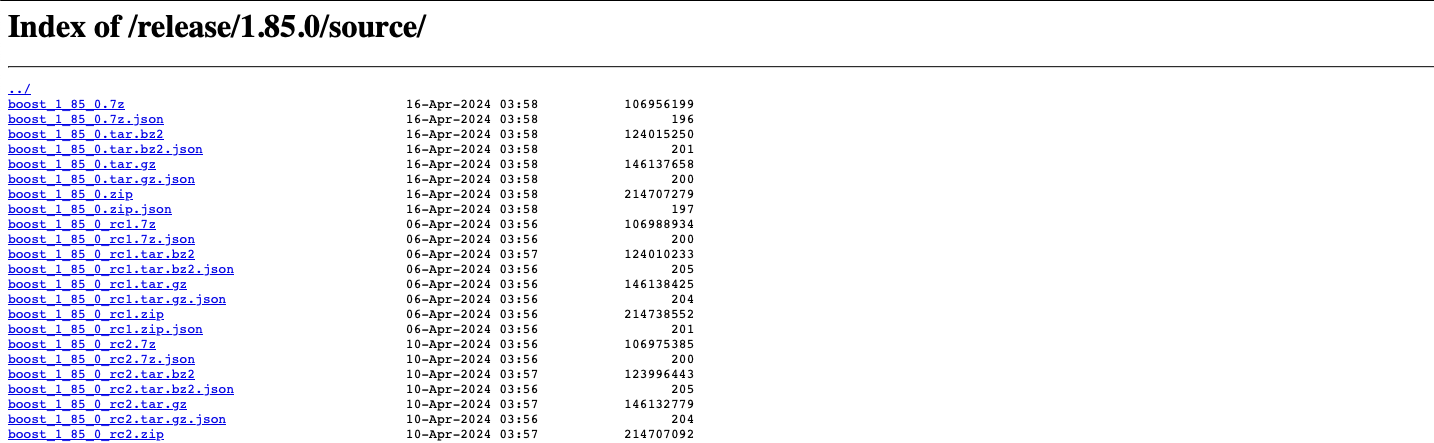 Index of /release/1.85.0/source/
../
boost_1_85_0.7z 16-Apr-2024 03:58 106956199
boost_1_85_0.7z.json 16-Apr-2024 03:58 196
boost_1_85_0.tar.bz2 16-Apr-2024 03:58 124015250
boost_1_85_0.tar.bz2.json 16-Apr-2024 03:58 201
boost_1_85_0.tar.gz 16-Apr-2024 03:58 146137658
boost_1_85_0.tar.gz.json 16-Apr-2024 03:58 200
boost_1_85_0.zip 16-Apr-2024 03:58 214707279
boost_1_85_0.zip.json 16-Apr-2024 03:58 197
boost_1_85_0_rc1.7z 06-Apr-2024 03:56 106988934
boost_1_85_0_rc1.7z.json 06-Apr-2024 03:56 200
boost_1_85_0_rc1.tar.bz2 06-Apr-2024 03:57 124010233
boost_1_85_0_rc1.tar.bz2.json 06-Apr-2024 03:56 205
boost_1_85_0_rc1.tar.gz 06-Apr-2024 03:56 146138425
boost_1_85_0_rc1.tar.gz.json 06-Apr-2024 03:56 204
boost_1_85_0_rc1.zip 06-Apr-2024 03:56 214738552
boost_1_85_0_rc1.zip.json 06-Apr-2024 03:56 201
boost_1_85_0_rc2.7z 10-Apr-2024 03:56 106975385
boost_1_85_0_rc2.7z.json 10-Apr-2024 03:56 200
boost_1_85_0_rc2.tar.bz2 10-Apr-2024 03:57 123996443
boost_1_85_0_rc2.tar.bz2.json 10-Apr-2024 03:56 205
boost_1_85_0_rc2.tar.gz 10-Apr-2024 03:57 146132779
boost_1_85_0_rc2.tar.gz.json 10-Apr-2024 03:56 204
boost_1_85_0_rc2.zip 10-Apr-2024 03:57 214707092